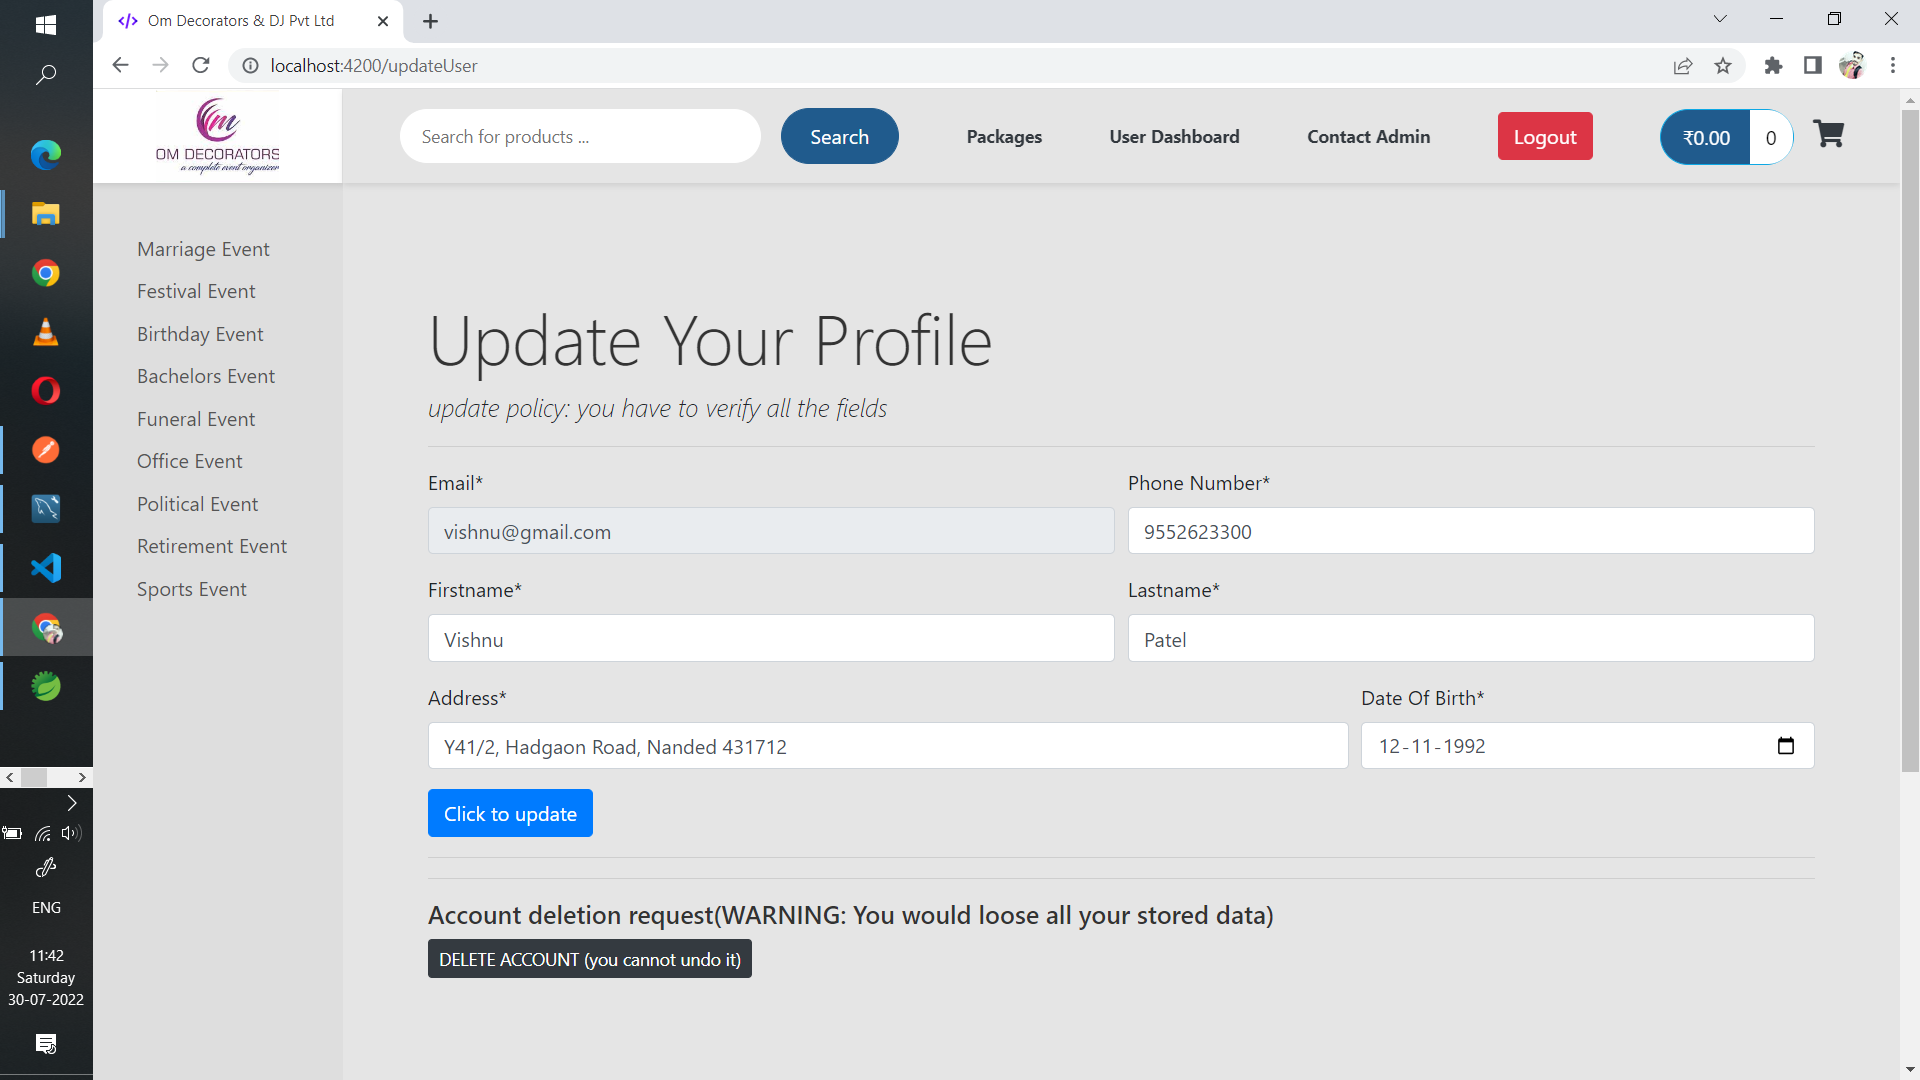 Om Decorators & DJ Pvt Ltd
localhost:4200/updateUser
OM DECORATORS
a complete event organizer
Search for products ...
Search
Packages
User Dashboard
Contact Admin
Logout
₹0.00
0
Marriage Event
Festival Event
Birthday Event
Bachelors Event
Funeral Event
Office Event
Political Event
Retirement Event
Sports Event
Update Your Profile
update policy: you have to verify all the fields
Email*
Phone Number*
vishnu@gmail.com
9552623300
Firstname*
Lastname*
Vishnu
Patel
Address*
Date Of Birth*
Y41/2, Hadgaon Road, Nanded 431712
12-11-1992
Click to update
Account deletion request(WARNING: You would loose all your stored data)
DELETE ACCOUNT (you cannot undo it)
ENG
11:42
Saturday
30-07-2022